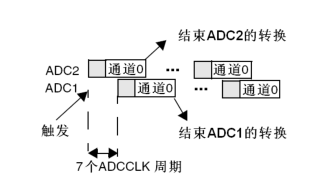 结束ADC2的转换
ADC2 通道0 ··· 通道0
ADC1 通道0 ··· 通道0
触发
结束ADC1的转换
7个ADCCLK 周期